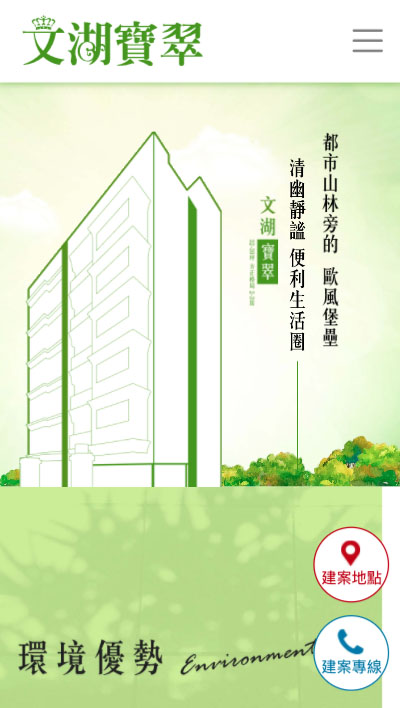 文湖寶翠
都市山林旁的 歐風堡壘
清幽靜謐 便利生活圈
文湖
寶翠
建案地點
環境優勢 Environment
建案專線